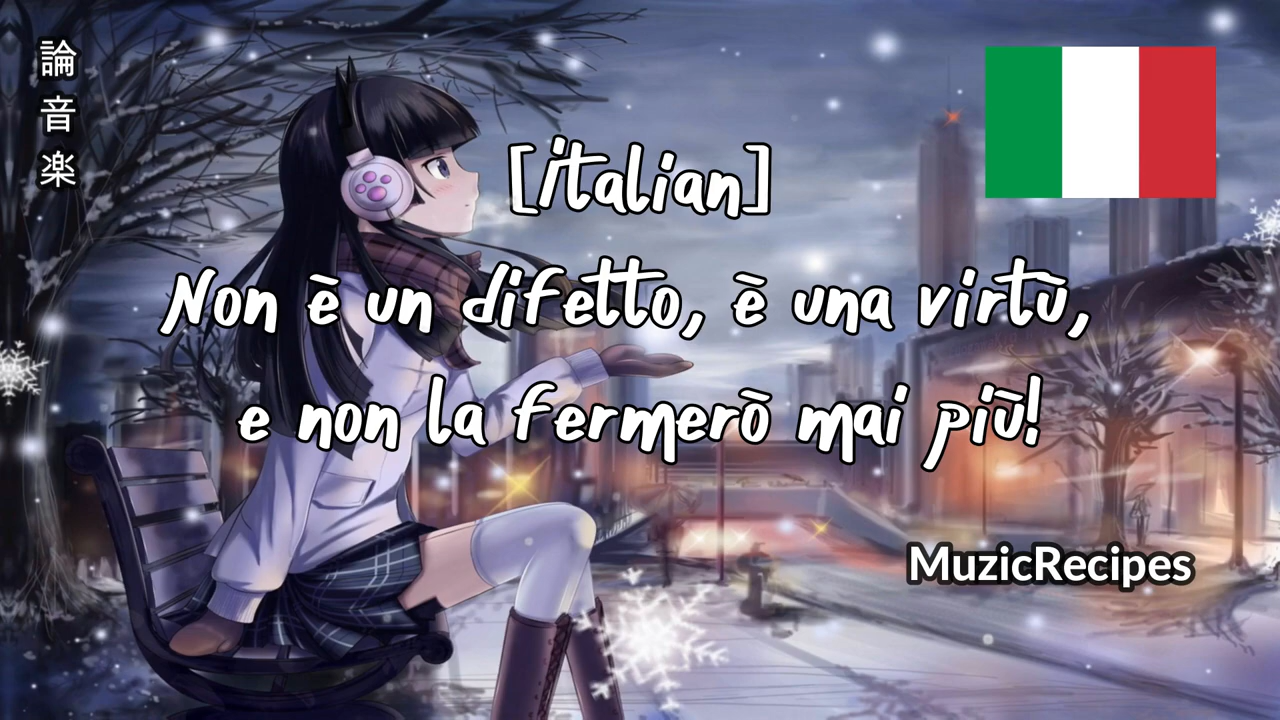 論音楽
[italian]
Non è un difetto, è una virtù,
e non la fermerò mai più!
MuzicRecipes